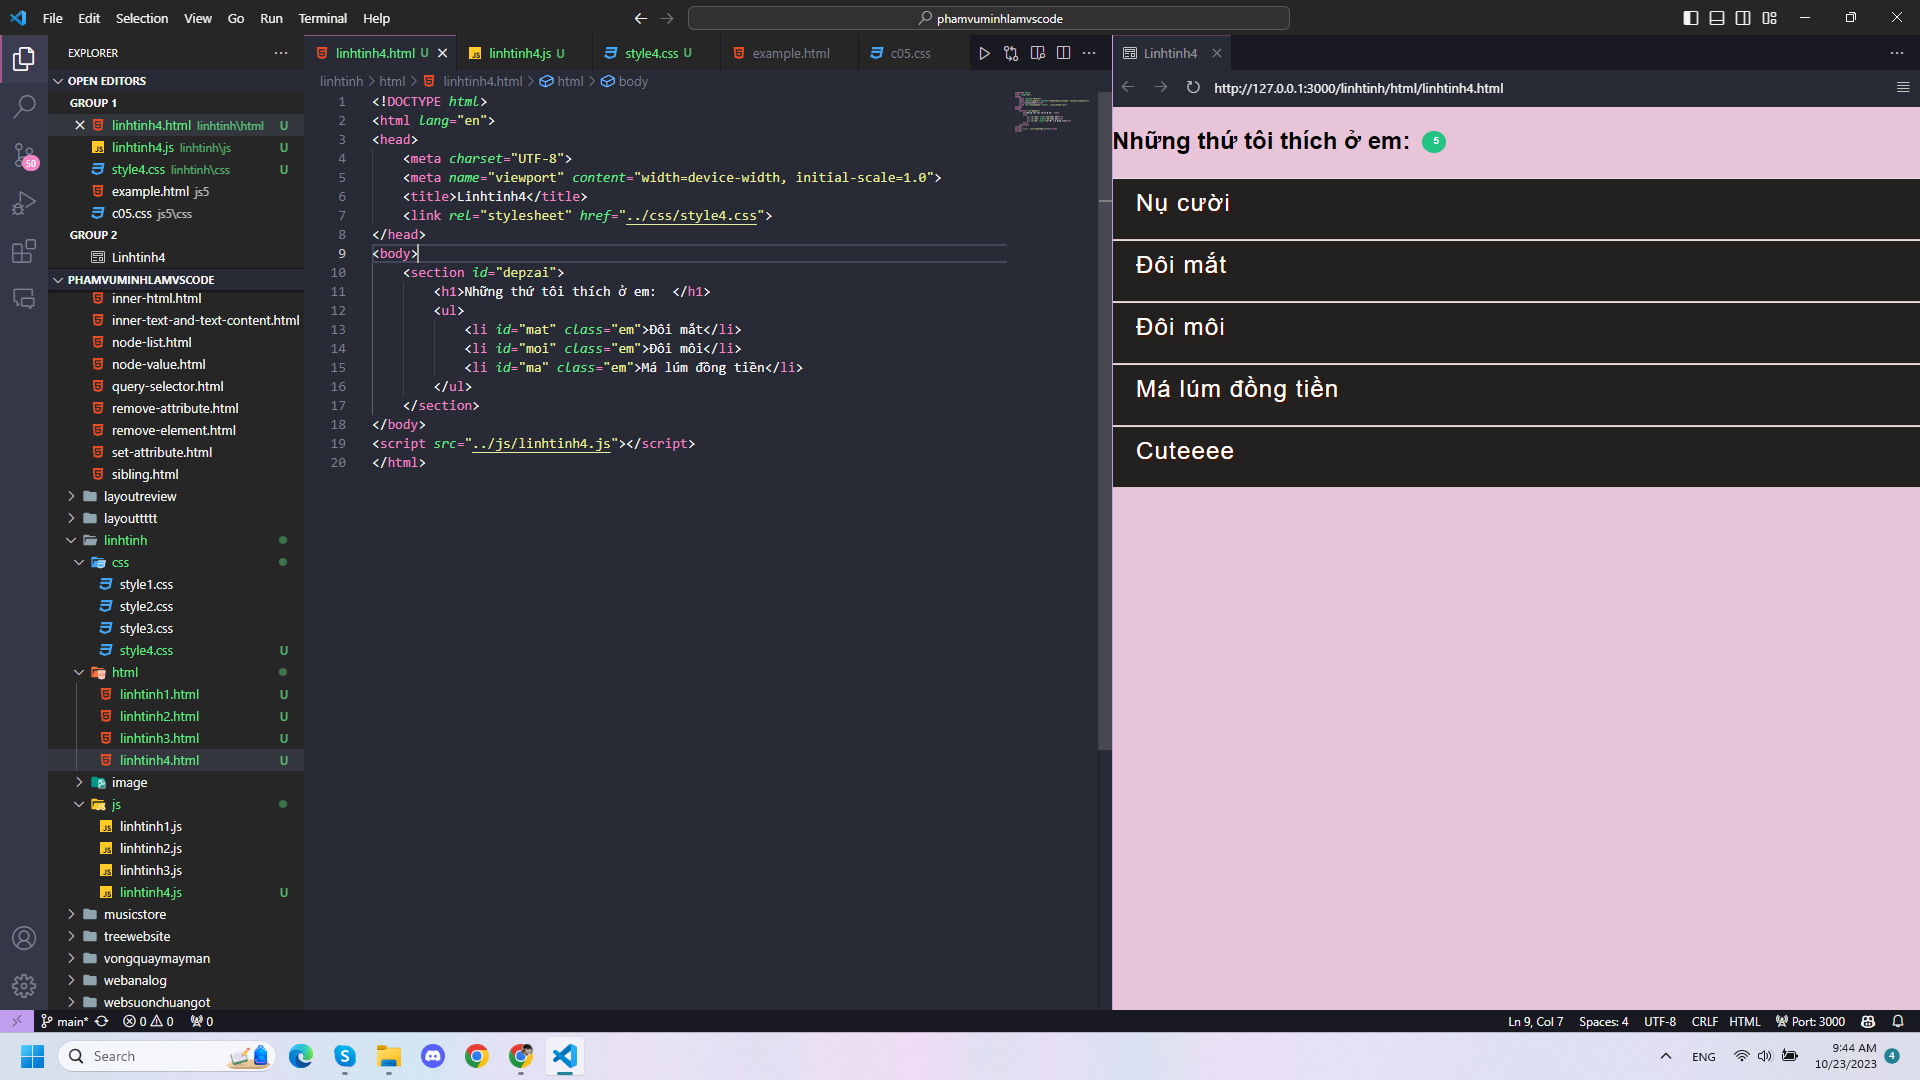 File Edit Selection View Go Run Terminal Help
phamvuminhlamvscode
EXPLORER
OPEN EDITORS
GROUP 1
linhtinh4.html linhtinh\html U
linhtinh4.js linhtinh\js U
style4.css linhtinh\css U
example.html js5
c05.css js5\css
GROUP 2
Linhtinh4
PHAMVUMINHLAMVSCODE
inner-html.html
inner-text-and-text-content.html
node-list.html
node-value.html
query-selector.html
remove-attribute.html
remove-element.html
set-attribute.html
sibling.html
layoutreview
layouttttt
linhtinh
css
style1.css
style2.css
style3.css
style4.css U
html
linhtinh1.html U
linhtinh2.html U
linhtinh3.html U
linhtinh4.html U
image
js
linhtinh1.js
linhtinh2.js
linhtinh3.js
linhtinh4.js U
musicstore
treewebsite
vongquaymayman
webanalog
websuonchuangot
50
linhtinh4.html U linhtinh4.js U style4.css U example.html c05.css
linhtinh > html > linhtinh4.html > html > body
1 <!DOCTYPE html>
2 <html lang="en">
3 <head>
4 <meta charset="UTF-8">
5 <meta name="viewport" content="width=device-width, initial-scale=1.0">
6 <title>Linhtinh4</title>
7 <link rel="stylesheet" href="../css/style4.css">
8 </head>
9 <body>
10 <section id="depzai">
11 <h1>Những thứ tôi thích ở em:  </h1>
12 <ul>
13 <li id="mat" class="em">Đôi mắt</li>
14 <li id="moi" class="em">Đôi môi</li>
15 <li id="ma" class="em">Má lúm đồng tiền</li>
16 </ul>
17 </section>
18 </body>
19 <script src="../js/linhtinh4.js"></script>
20 </html>
Linhtinh4
http://127.0.0.1:3000/linhtinh/html/linhtinh4.html
Những thứ tôi thích ở em: 5
Nụ cười
Đôi mắt
Đôi môi
Má lúm đồng tiền
Cuteeee
main* 0 0 0
Ln 9, Col 7 Spaces: 4 UTF-8 CRLF HTML Port: 3000
Search
ENG
9:44 AM
10/23/2023
4